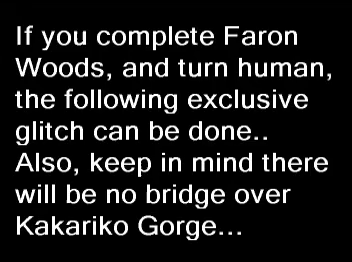 If you complete Faron
Woods, and turn human,
the following exclusive
glitch can be done..
Also, keep in mind there
will be no bridge over
Kakariko Gorge...